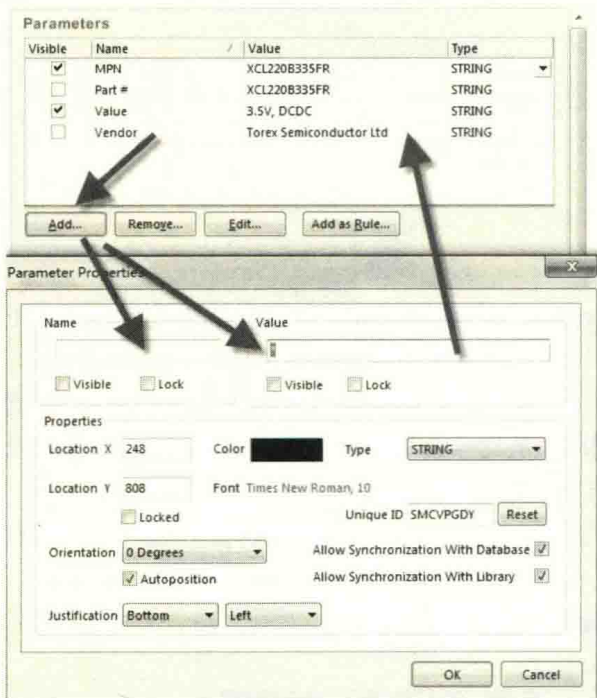 Parameters
Visible Name / Value Type
MPN XCL220B335FR STRING
Part # XCL220B335FR STRING
Value 3.5V, DCDC STRING
Vendor Torex Semiconductor Ltd STRING
Add... Remove... Edit... Add as Rule...
Parameter Properties
Name Value
*
Visible Lock Visible Lock
Properties
Location X 248 Color Type STRING
Location Y 808 Font Times New Roman, 10
Locked Unique ID SMCVPGDY Reset
Orientation 0 Degrees Allow Synchronization With Database
Autoposition Allow Synchronization With Library
Justification Bottom Left
OK Cancel